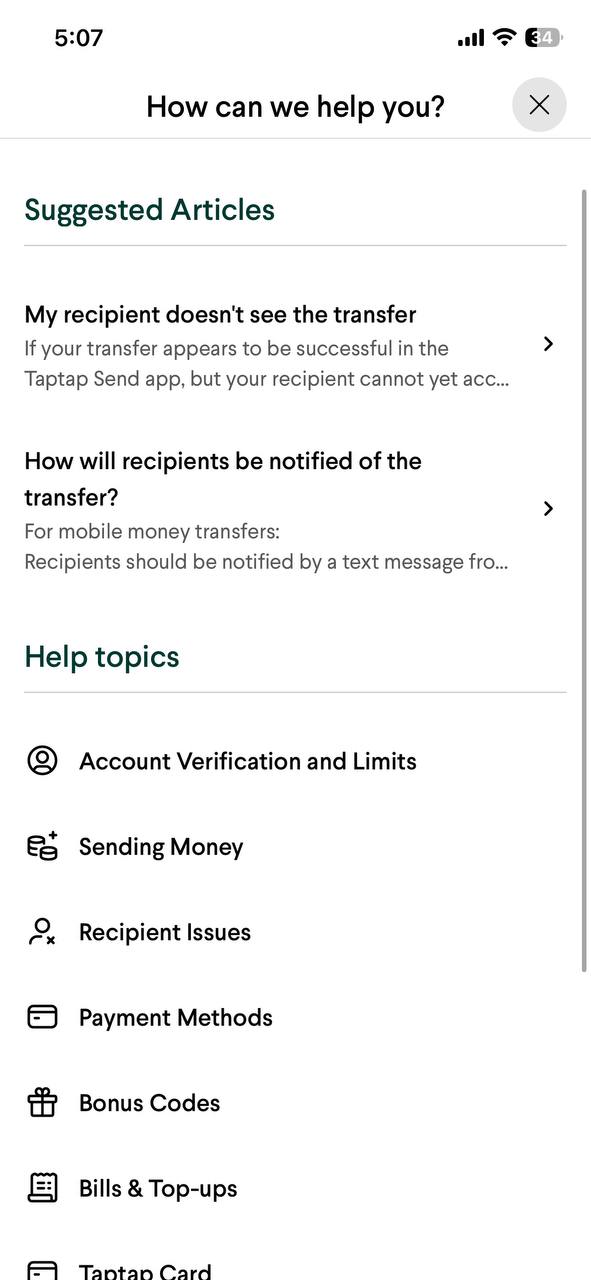 5:07
34
How can we help you?
Suggested Articles
My recipient doesn't see the transfer
If your transfer appears to be successful in the
Taptap Send app, but your recipient cannot yet acc...
How will recipients be notified of the
transfer?
For mobile money transfers:
Recipients should be notified by a text message fro...
Help topics
Account Verification and Limits
Sending Money
Recipient Issues
Payment Methods
Bonus Codes
Bills & Top-ups
Taptap Card